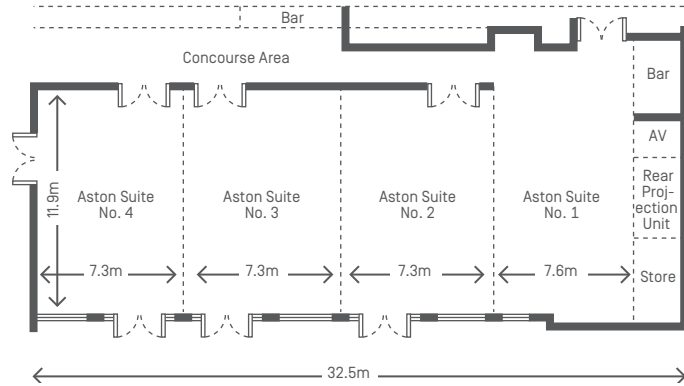 Bar
Concourse Area
Bar
AV
Rear
Proj-
ection
Unit
Store
11.9m
Aston Suite
No. 4
Aston Suite
No. 3
Aston Suite
No. 2
Aston Suite
No. 1
7.3m
7.3m
7.3m
7.6m
32.5m